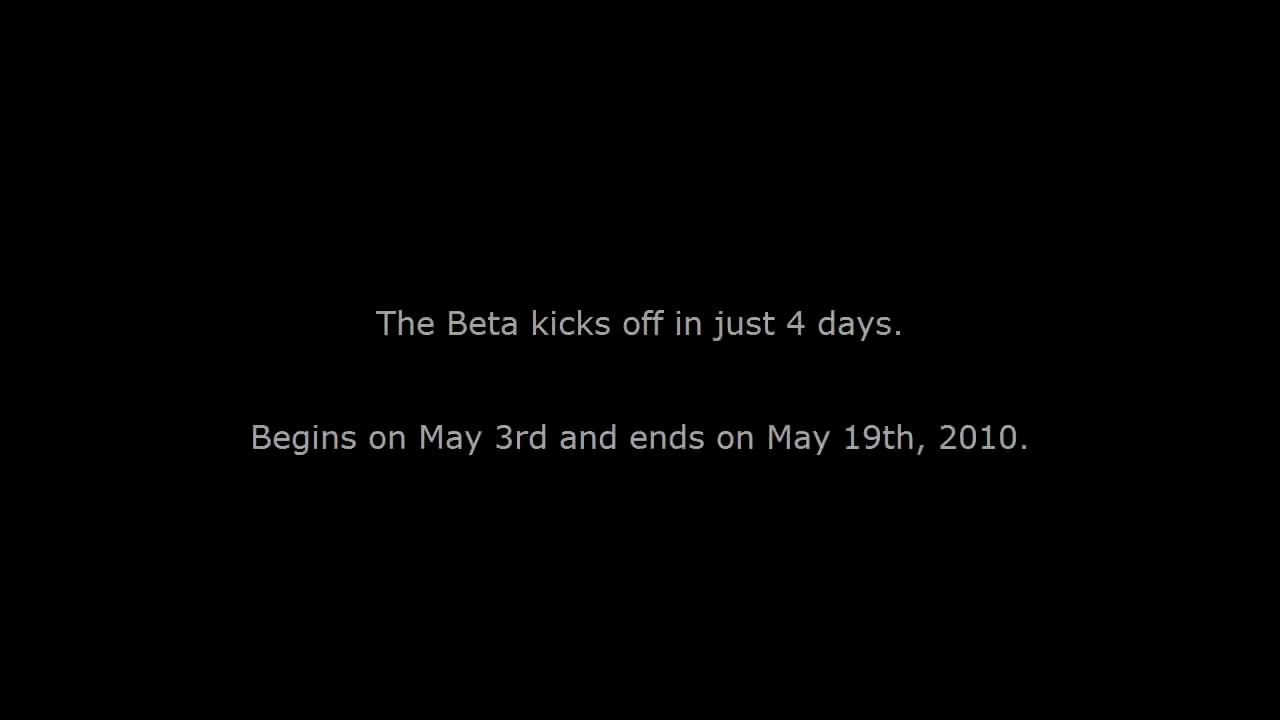 The Beta kicks off in just 4 days.
Begins on May 3rd and ends on May 19th, 2010.